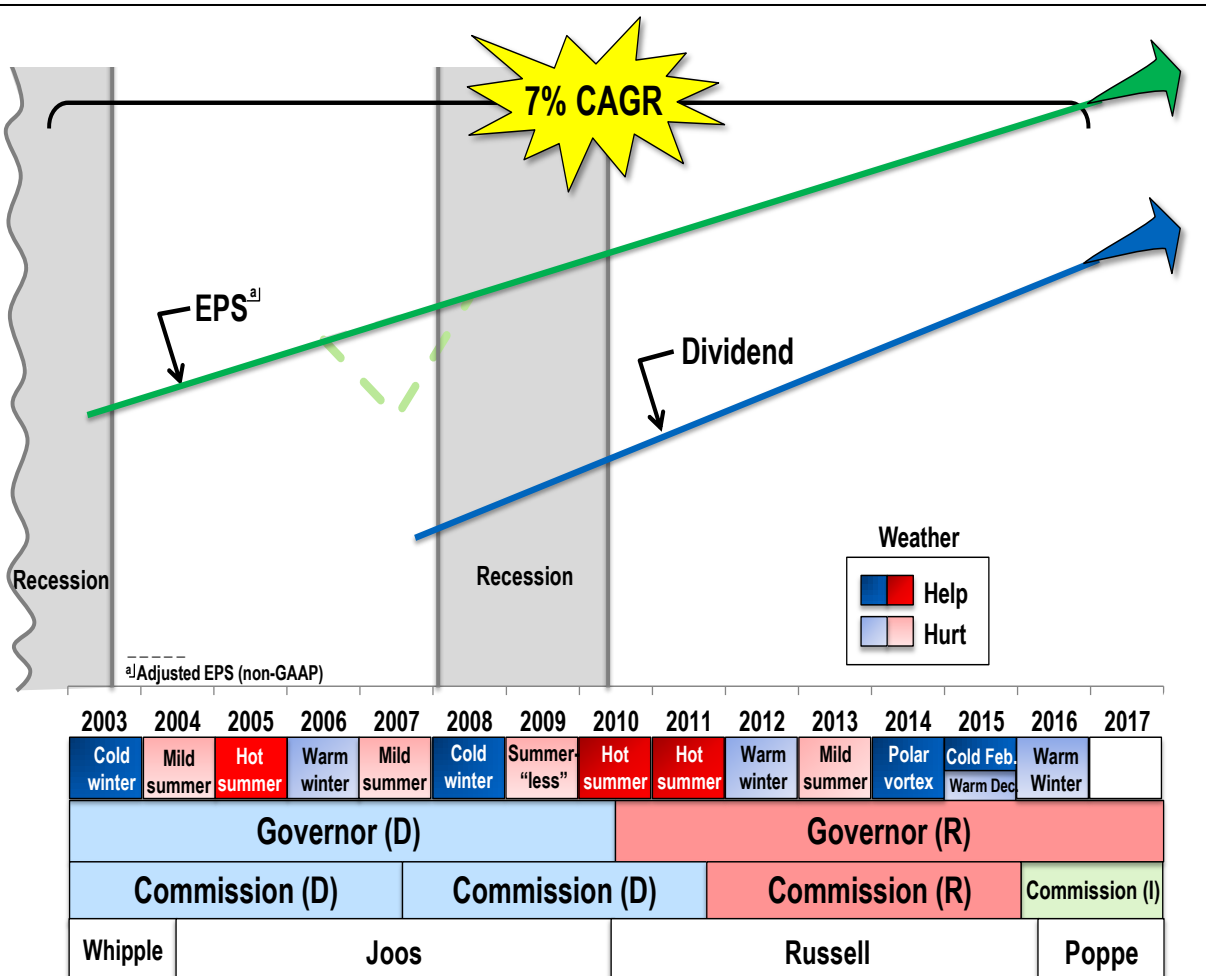 7% CAGR
EPS a
Dividend
Recession
Recession
Weather
Help
Hurt
a Adjusted EPS (non-GAAP)
2003 2004 2005 2006 2007 2008 2009 2010 2011 2012 2013 2014 2015 2016 2017
Cold winter
Mild summer
Hot summer
Warm winter
Mild summer
Cold winter
Summer-
“less”
Hot summer
Hot summer
Warm winter
Mild summer
Polar vortex
Cold Feb.
Warm Dec.
Warm Winter
Governor (D) Governor (R)
Commission (D) Commission (D) Commission (R) Commission (I)
Whipple Joos Russell Poppe